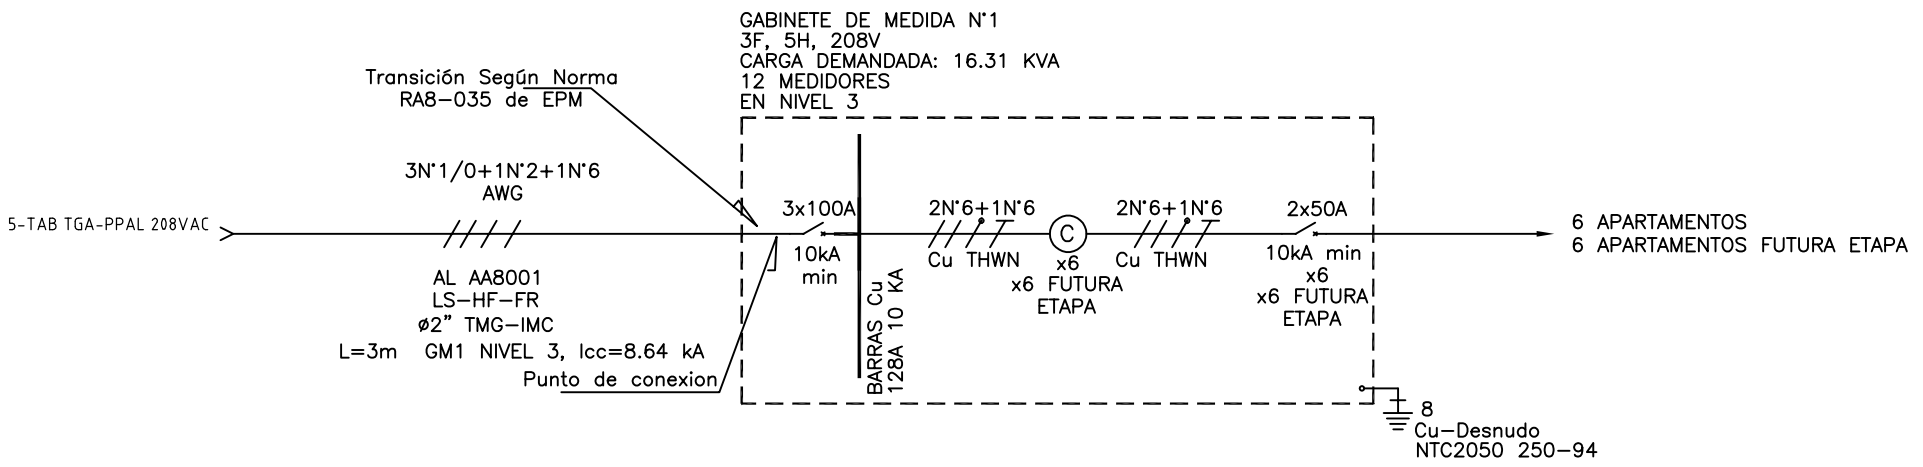 GABINETE DE MEDIDA N°1
3F, 5H, 208V
CARGA DEMANDADA: 16.31 KVA
12 MEDIDORES
EN NIVEL 3
Transición Según Norma
RA8-035 de EPM
3N°1/0+1N°2+1N°6
AWG
5-TAB TGA-PPAL 208VAC
AL AA8001
LS-HF-FR
ø2" TMG-IMC
L=3m GM1 NIVEL 3, Icc=8.64 kA
Punto de conexion
3x100A
10kA
min
BARRAS Cu
128A 10 KA
2N°6+1N°6
Cu THWN
C
x6
x6 FUTURA
ETAPA
2N°6+1N°6
Cu THWN
2x50A
10kA min
x6
x6 FUTURA
ETAPA
6 APARTAMENTOS
6 APARTAMENTOS FUTURA ETAPA
8
Cu-Desnudo
NTC2050 250-94